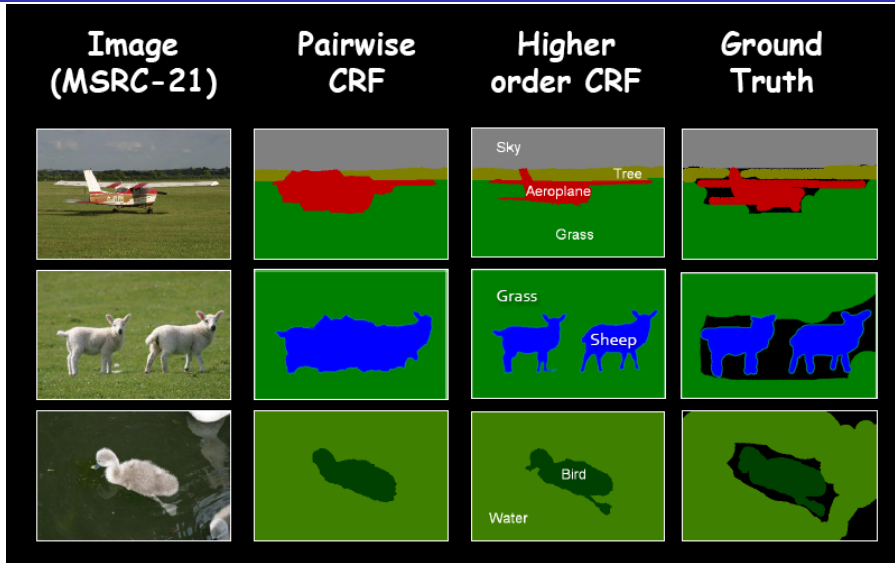 Image
(MSRC-21)
Pairwise
CRF
Higher
order CRF
Ground
Truth
Sky
Tree
Aeroplane
Grass
Grass
Sheep
Bird
Water